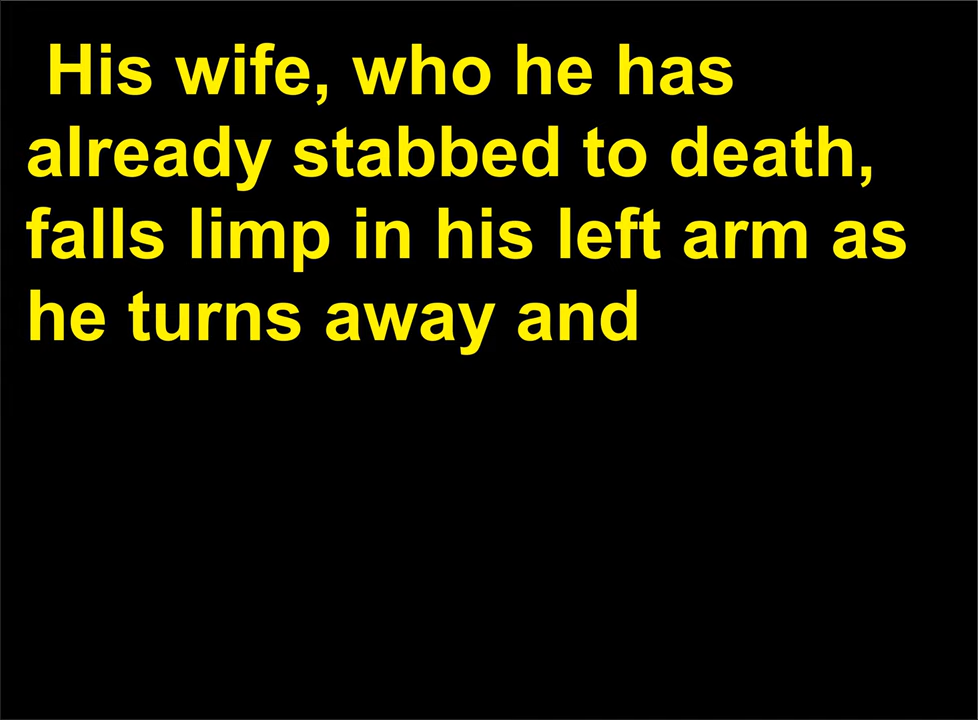 His wife, who he has
already stabbed to death,
falls limp in his left arm as
he turns away and